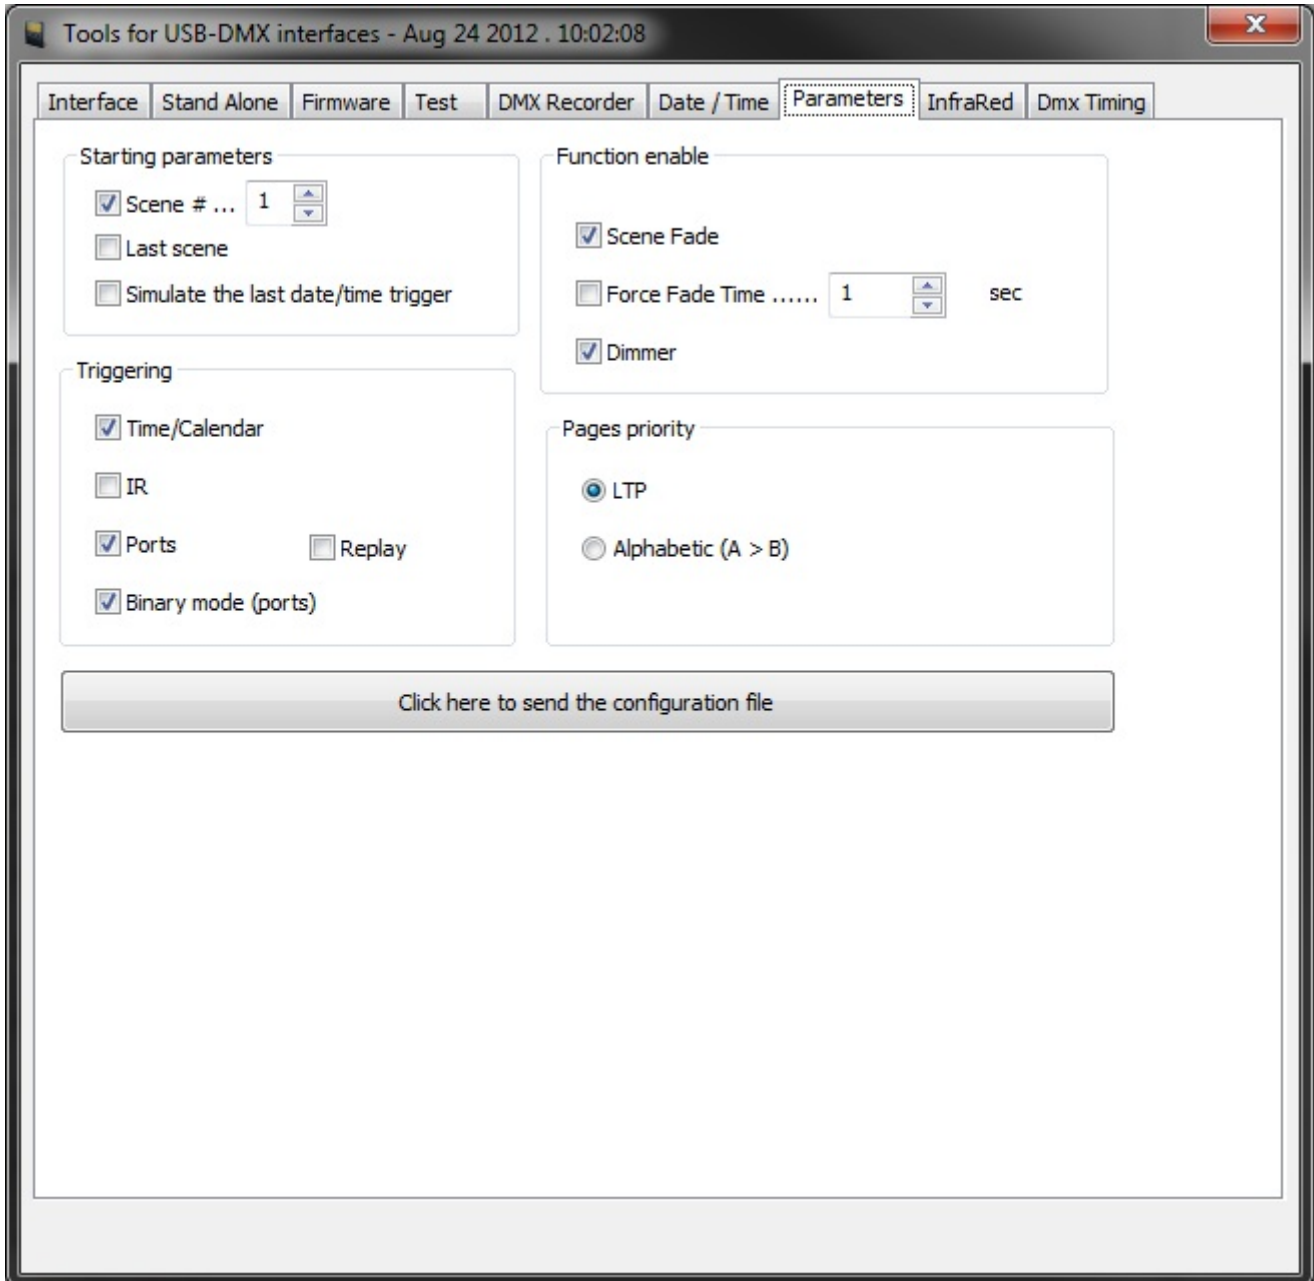 Tools for USB-DMX interfaces - Aug 24 2012 . 10:02:08
Interface Stand Alone Firmware Test DMX Recorder Date / Time Parameters InfraRed Dmx Timing
Starting parameters
Scene # ... 1
Last scene
Simulate the last date/time trigger
Function enable
Scene Fade
Force Fade Time ...... 1 sec
Dimmer
Triggering
Time/Calendar
IR
Ports Replay
Binary mode (ports)
Pages priority
LTP
Alphabetic (A > B)
Click here to send the configuration file